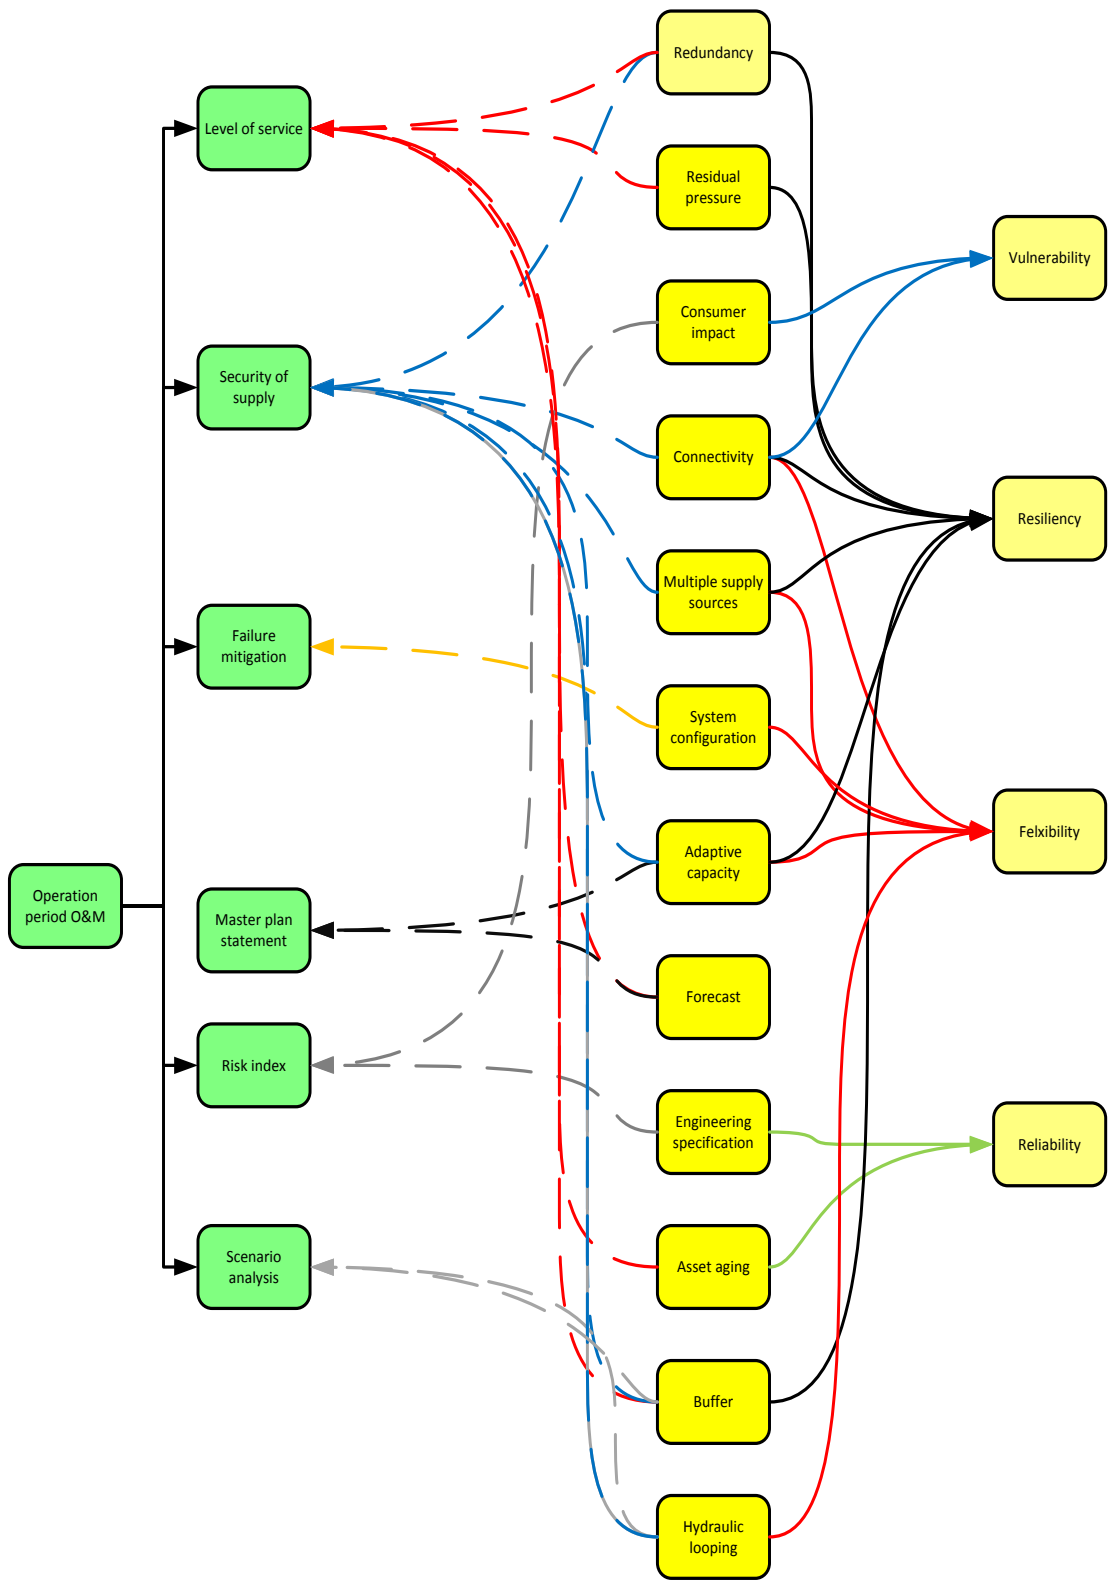 Operation
period O&M
Level of service
Security of
supply
Failure
mitigation
Master plan
statement
Risk index
Scenario
analysis
Redundancy
Residual
pressure
Consumer
impact
Connectivity
Multiple supply
sources
System
configuration
Adaptive
capacity
Forecast
Engineering
specification
Asset aging
Buffer
Hydraulic
looping
Vulnerability
Resiliency
Felxibility
Reliability